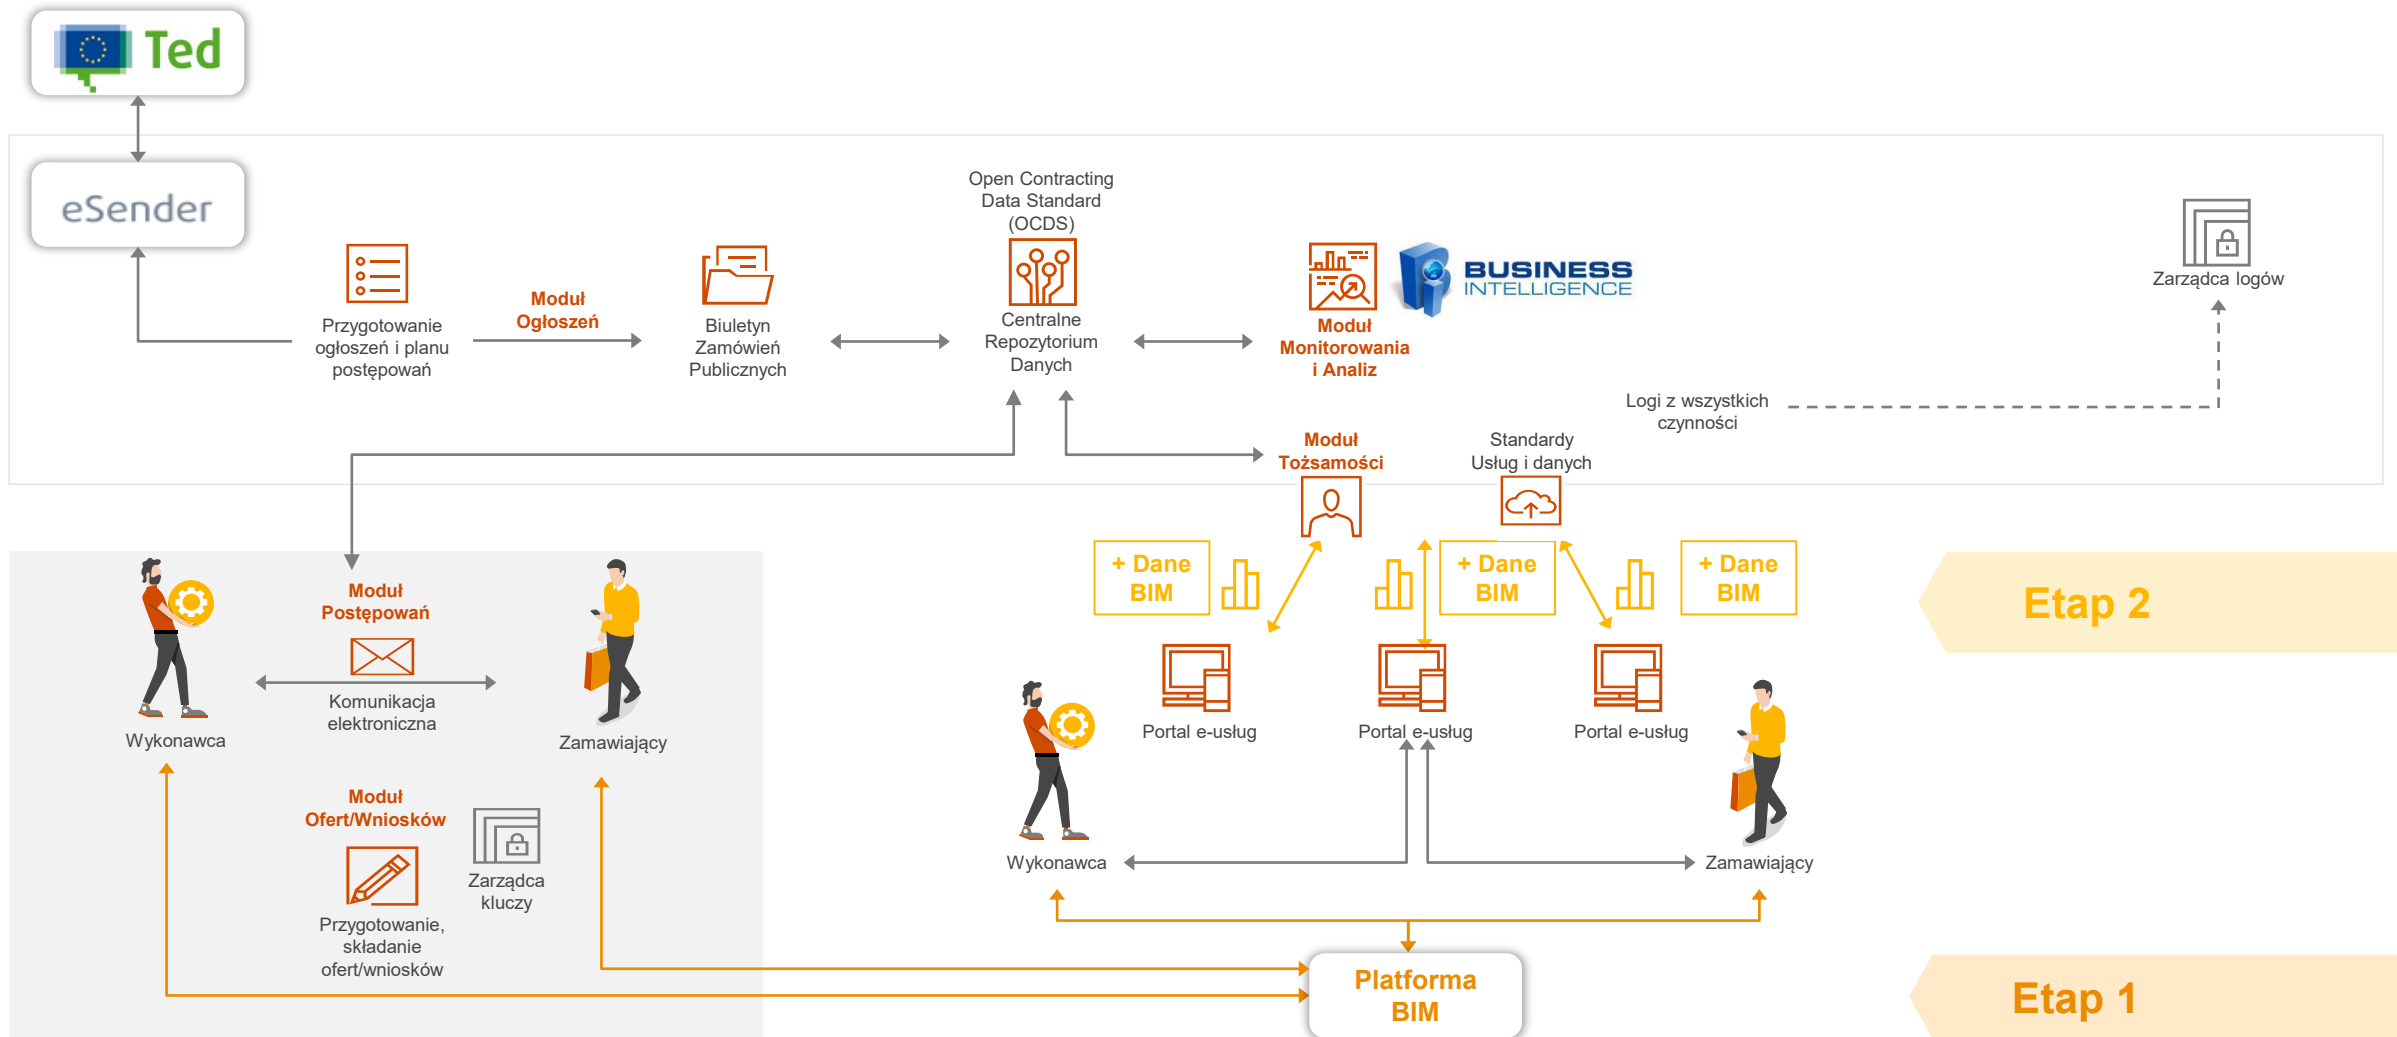 Ted
eSender
Open Contracting
Data Standard
(OCDS)
Przygotowanie
ogłoszeń i planu
postępowań
Moduł
Ogłoszeń
Biuletyn
Zamówień
Publicznych
Centralne
Repozytorium
Danych
Moduł
Monitorowania
i Analiz
BUSINESS
INTELLIGENCE
Zarządca logów
Logi z wszystkich
czynności
Moduł
Tożsamości
Standardy
Usług i danych
+ Dane
BIM
+ Dane
BIM
+ Dane
BIM
Etap 2
Moduł
Postępowań
Komunikacja
elektroniczna
Wykonawca
Zamawiający
Portal e-usług
Portal e-usług
Portal e-usług
Moduł
Ofert/Wniosków
Zarządca
kluczy
Przygotowanie,
składanie
ofert/wniosków
Wykonawca
Zamawiający
Platforma
BIM
Etap 1